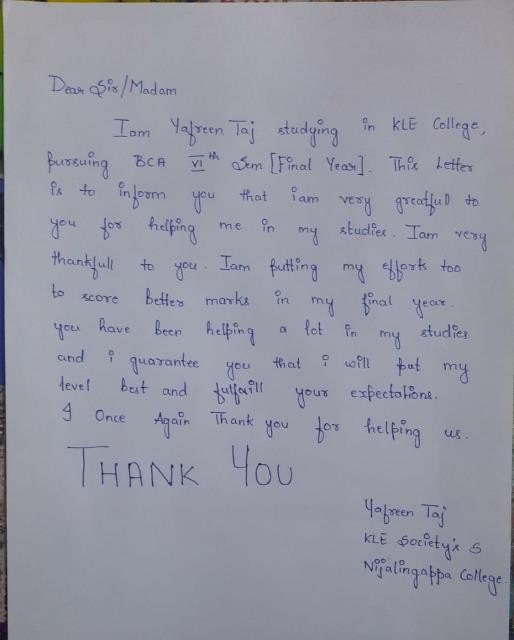 Dear Sir/Madam
Iam Yafreen Taj studying in KLE College,
pursuing BCA VIth Sem [Final Year]. This Letter
is to inform you that iam very greatfull to
you for helping me in my studies. Iam very
thankfull to you. Iam putting my efforts too
to score better marks in my final year.
you have been helping a lot in my studies
and i guarantee you that i will put my
level best and fulfaill your expectations.
I Once Again Thank you for helping us.
THANK YOU
Yafreen Taj
KLE Society's S
Nijalingappa College